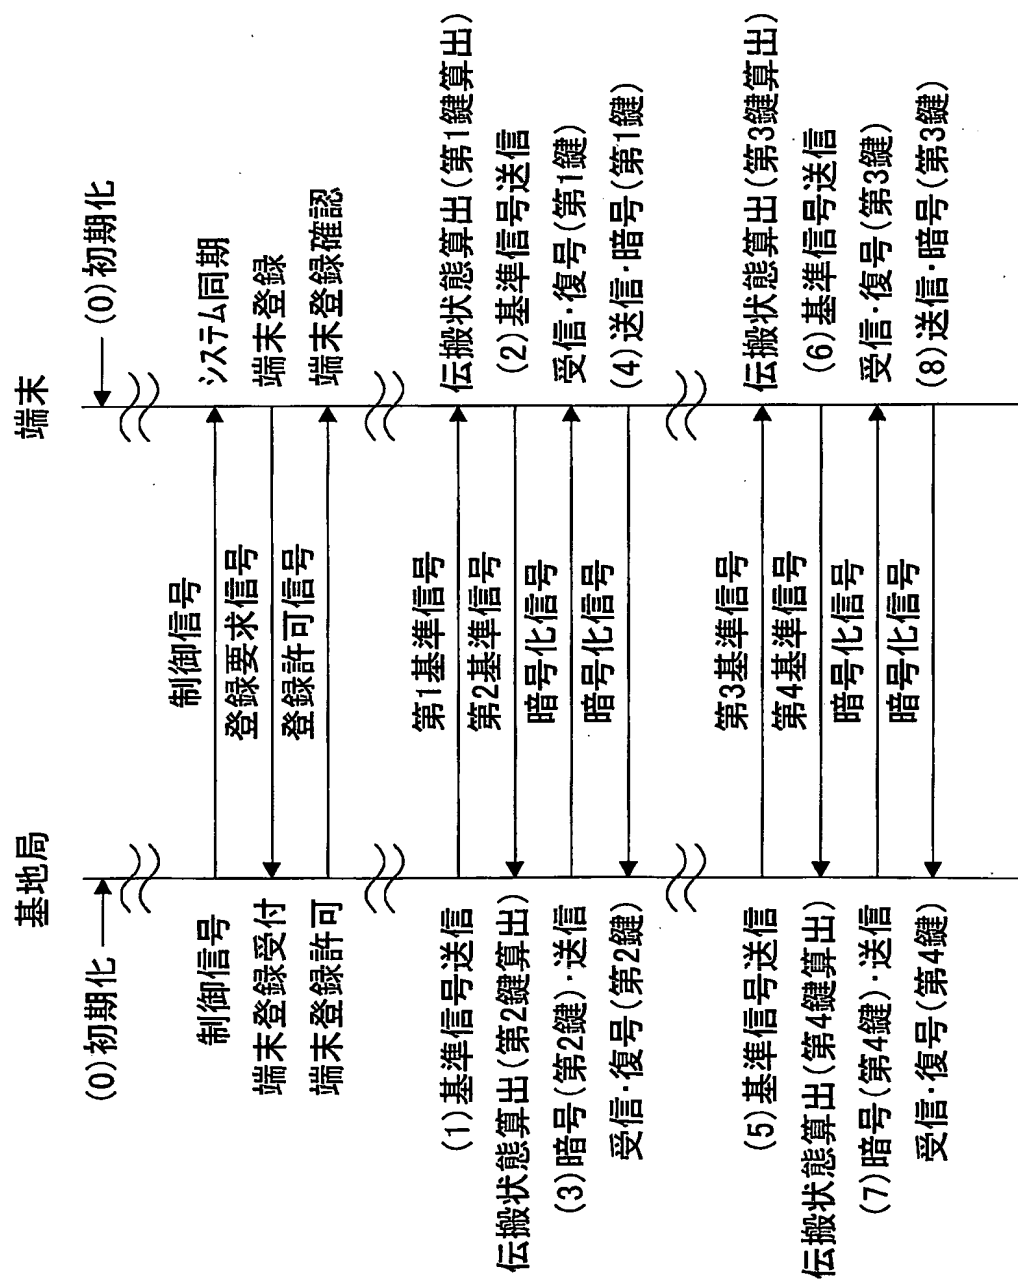 基地局
端末
(0)初期化
(0)初期化
制御信号
制御信号
システム同期
端末登録受付
登録要求信号
端末登録
端末登録許可
登録許可信号
端末登録確認
(1)基準信号送信
第1基準信号
伝搬状態算出(第1鍵算出)
伝搬状態算出(第2鍵算出)
第2基準信号
(2)基準信号送信
(3)暗号(第2鍵)・送信
暗号化信号
受信・復号(第1鍵)
受信・復号(第2鍵)
暗号化信号
(4)送信・暗号(第1鍵)
(5)基準信号送信
第3基準信号
伝搬状態算出(第3鍵算出)
伝搬状態算出(第4鍵算出)
第4基準信号
(6)基準信号送信
(7)暗号(第4鍵)・送信
暗号化信号
受信・復号(第3鍵)
受信・復号(第4鍵)
暗号化信号
(8)送信・暗号(第3鍵)